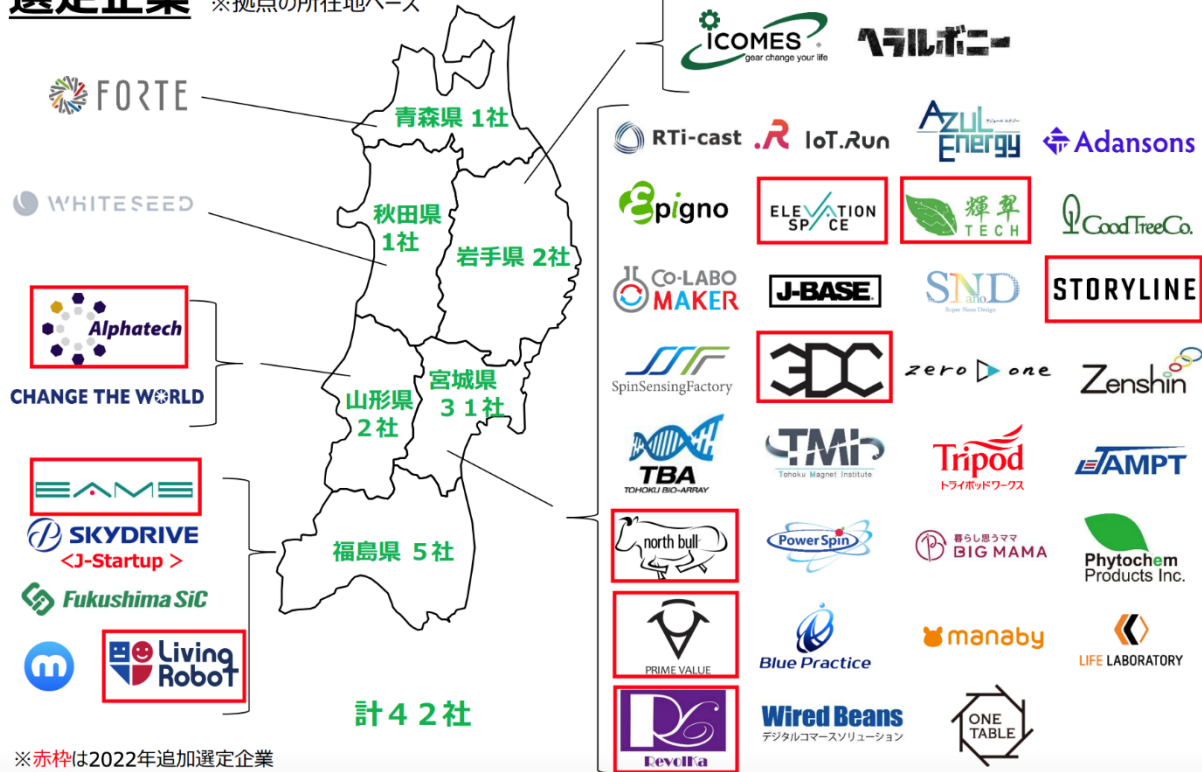 選定企業 ※拠点の所在地ベース
iCOMES
gear change your life
ヘラルボニー
FORTE
青森県 1社
WHITESEED
秋田県
1社
岩手県 2社
Alphatech
CHANGE THE WORLD
山形県
2社
宮城県
31社
EAMS
SKYDRIVE
<J-Startup >
Fukushima SiC
m
Living
Robot
福島県 5社
計42社
※赤枠は2022年追加選定企業
RTi-cast
.R IoT.Run
AZUL
Energy
Adansons
epigno
ELEVATION
SPACE
輝翠
TECH
GoodTreeCo.
Co-LABO
MAKER
J-BASE.
SNanoD
Super Nano Design
STORYLINE
SSF
SpinSensingFactory
3DC
zero one
Zenshin
TBA
TOHOKU BIO-ARRAY
TMI
Tohoku Magnet Institute
Tripod
トライポッドワークス
TAMPT
north bull
Power Spin
暮らし思うママ
BIG MAMA
Phytochem
Products Inc.
PRIME VALUE
Blue Practice
manaby
LIFE LABORATORY
R
RevolKa
Wired Beans
デジタルコマースソリューション
ONE
TABLE